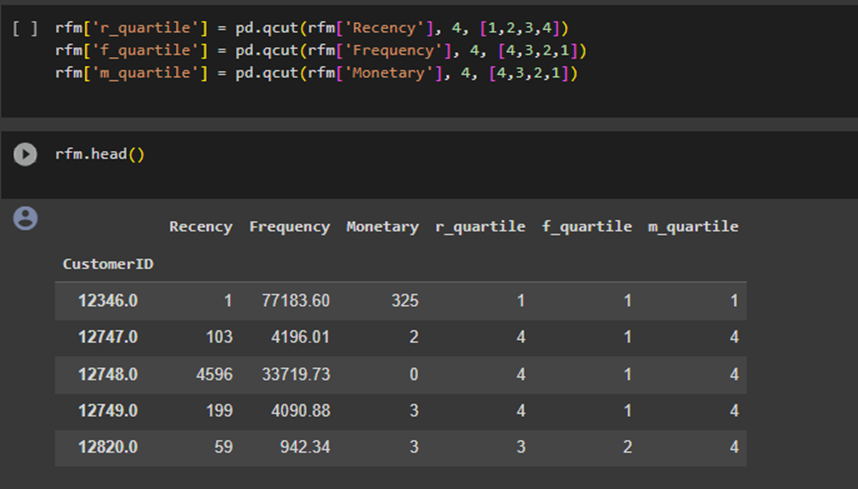 [ ] rfm['r_quartile'] = pd.qcut(rfm['Recency'], 4, [1,2,3,4])
rfm['f_quartile'] = pd.qcut(rfm['Frequency'], 4, [4,3,2,1])
rfm['m_quartile'] = pd.qcut(rfm['Monetary'], 4, [4,3,2,1])
rfm.head()
Recency Frequency Monetary r_quartile f_quartile m_quartile
CustomerID
12346.0 1 77183.60 325 1 1 1
12747.0 103 4196.01 2 4 1 4
12748.0 4596 33719.73 0 4 1 4
12749.0 199 4090.88 3 4 1 4
12820.0 59 942.34 3 3 2 4